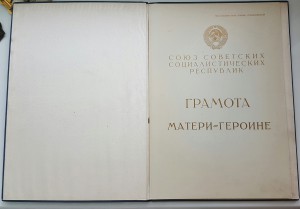 СОЮЗ СОВЕТСКИХ
СОЦИАЛИСТИЧЕСКИХ
РЕСПУБЛИК
ГРАМОТА
МАТЕРИ-ГЕРОИНЕ